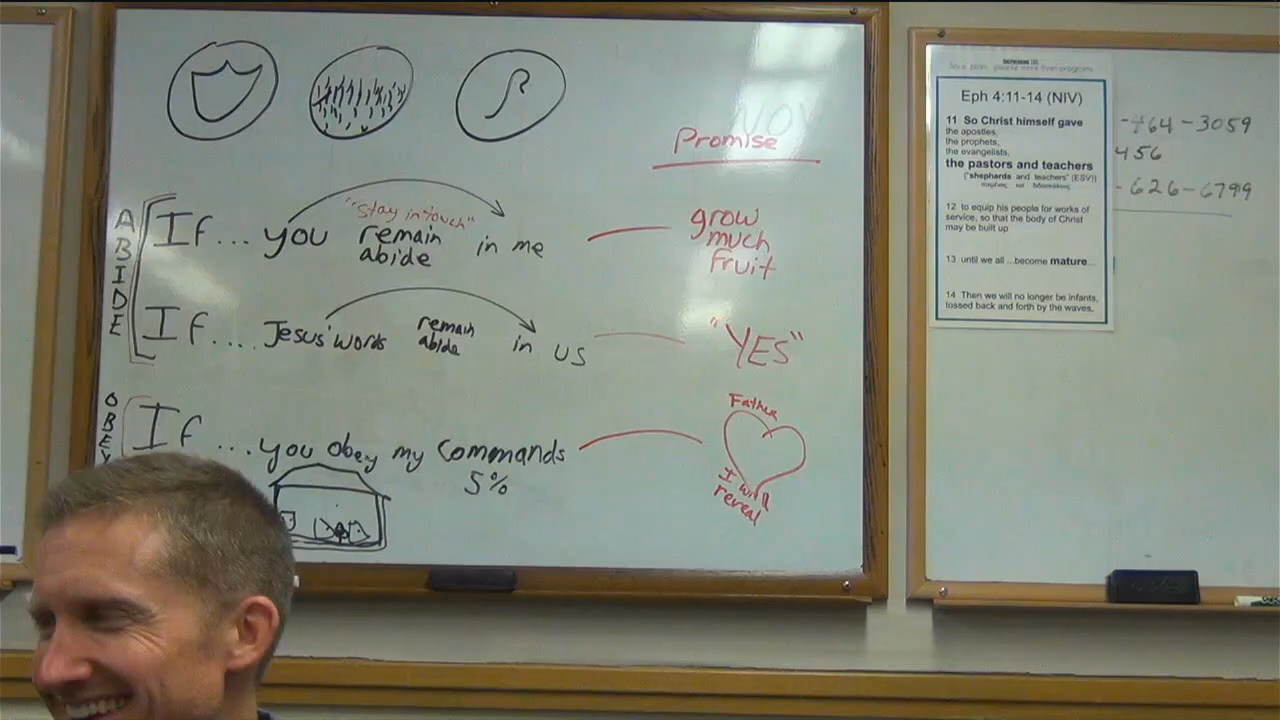 Promise
"stay in touch"
If... you remain in me
abide
grow
much
fruit
ABIDE
If.... Jesus' words remain in us
abide
"YES"
OBEY
If ...you obey my commands
5%
Father
I will
reveal
Eph 4:11-14 (NIV)
11 So Christ himself gave
the apostles,
the prophets,
the evangelists,
the pastors and teachers
("shepherds and teachers" (ESV))
12 to equip his people for works of
service, so that the body of Christ
may be built up
13 until we all ...become mature...
14 Then we will no longer be infants,
tossed back and forth by the waves,
-464-3059
456
-626-6799